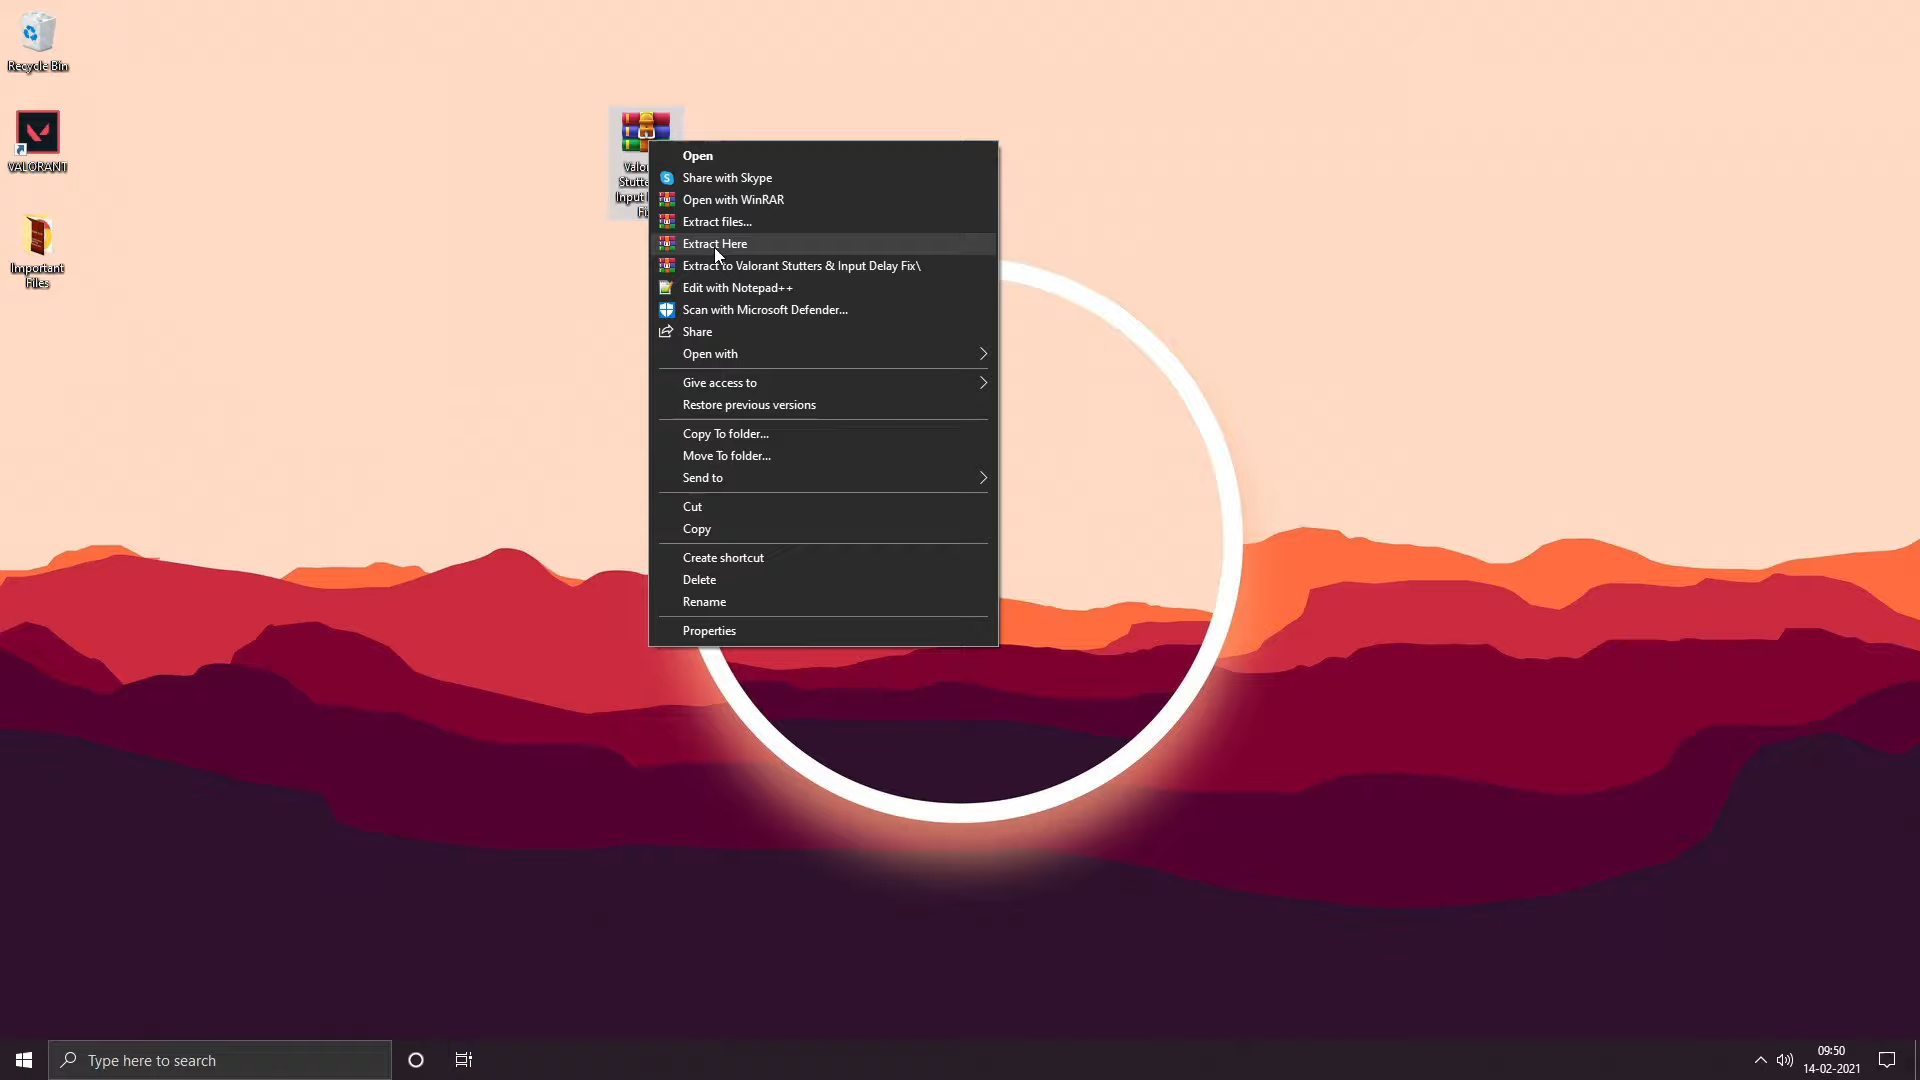 Recycle Bin
VALORANT
Important
Files
Valo
Stutte
Input
Fi
Open
Share with Skype
Open with WinRAR
Extract files...
Extract Here
Extract to Valorant Stutters & Input Delay Fix\
Edit with Notepad++
Scan with Microsoft Defender...
Share
Open with
Give access to
Restore previous versions
Copy To folder...
Move To folder...
Send to
Cut
Copy
Create shortcut
Delete
Rename
Properties
Type here to search
09:50
14-02-2021